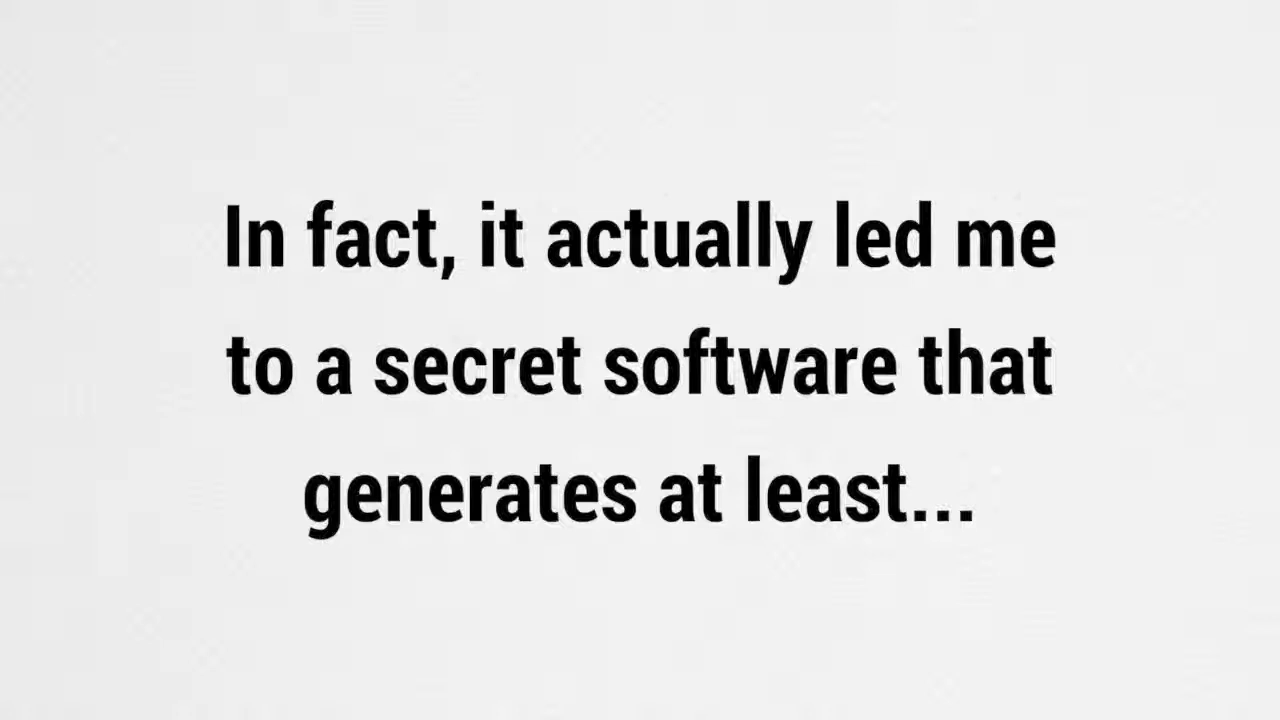 In fact, it actually led me
to a secret software that
generates at least...